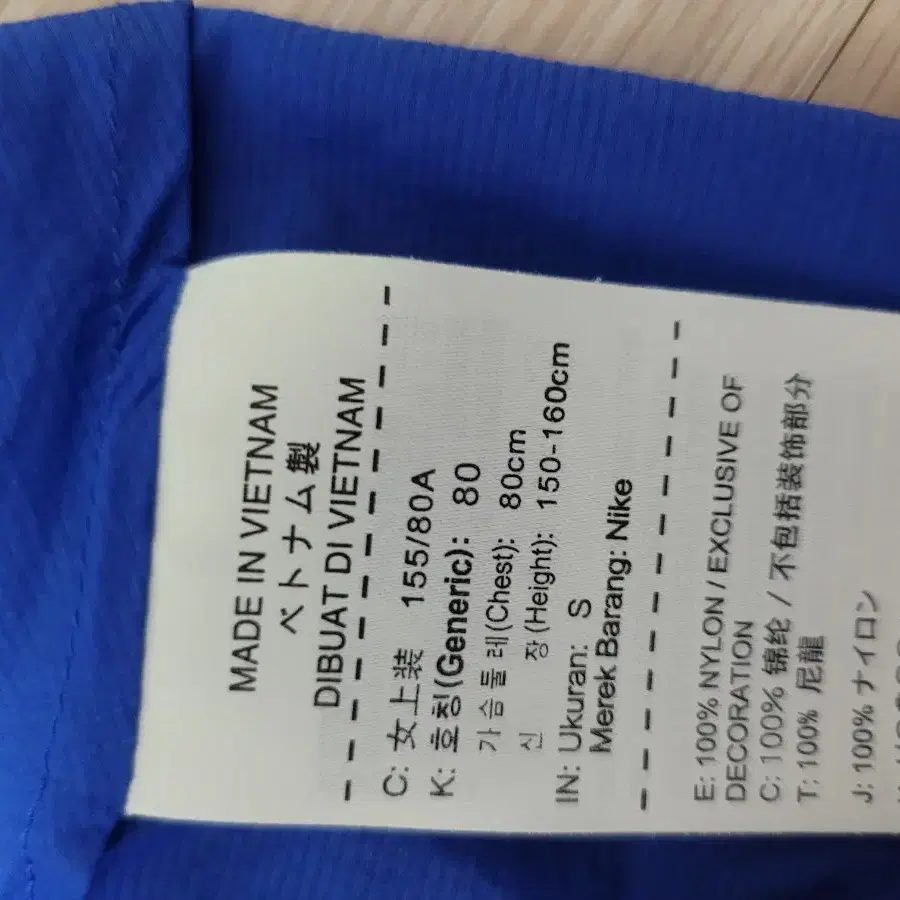 MADE IN VIETNAM
ベトナム製
DIBUAT DI VIETNAM
C: 女上装 155/80A
K: 호칭(Generic): 80
가슴둘레(Chest): 80cm
신 장(Height): 150-160cm
IN: Ukuran: S
Merek Barang: Nike
E: 100% NYLON / EXCLUSIVE OF
DECORATION
C: 100% 锦纶 / 不包括装饰部分
T: 100% 尼龍
J: 100% ナイロン